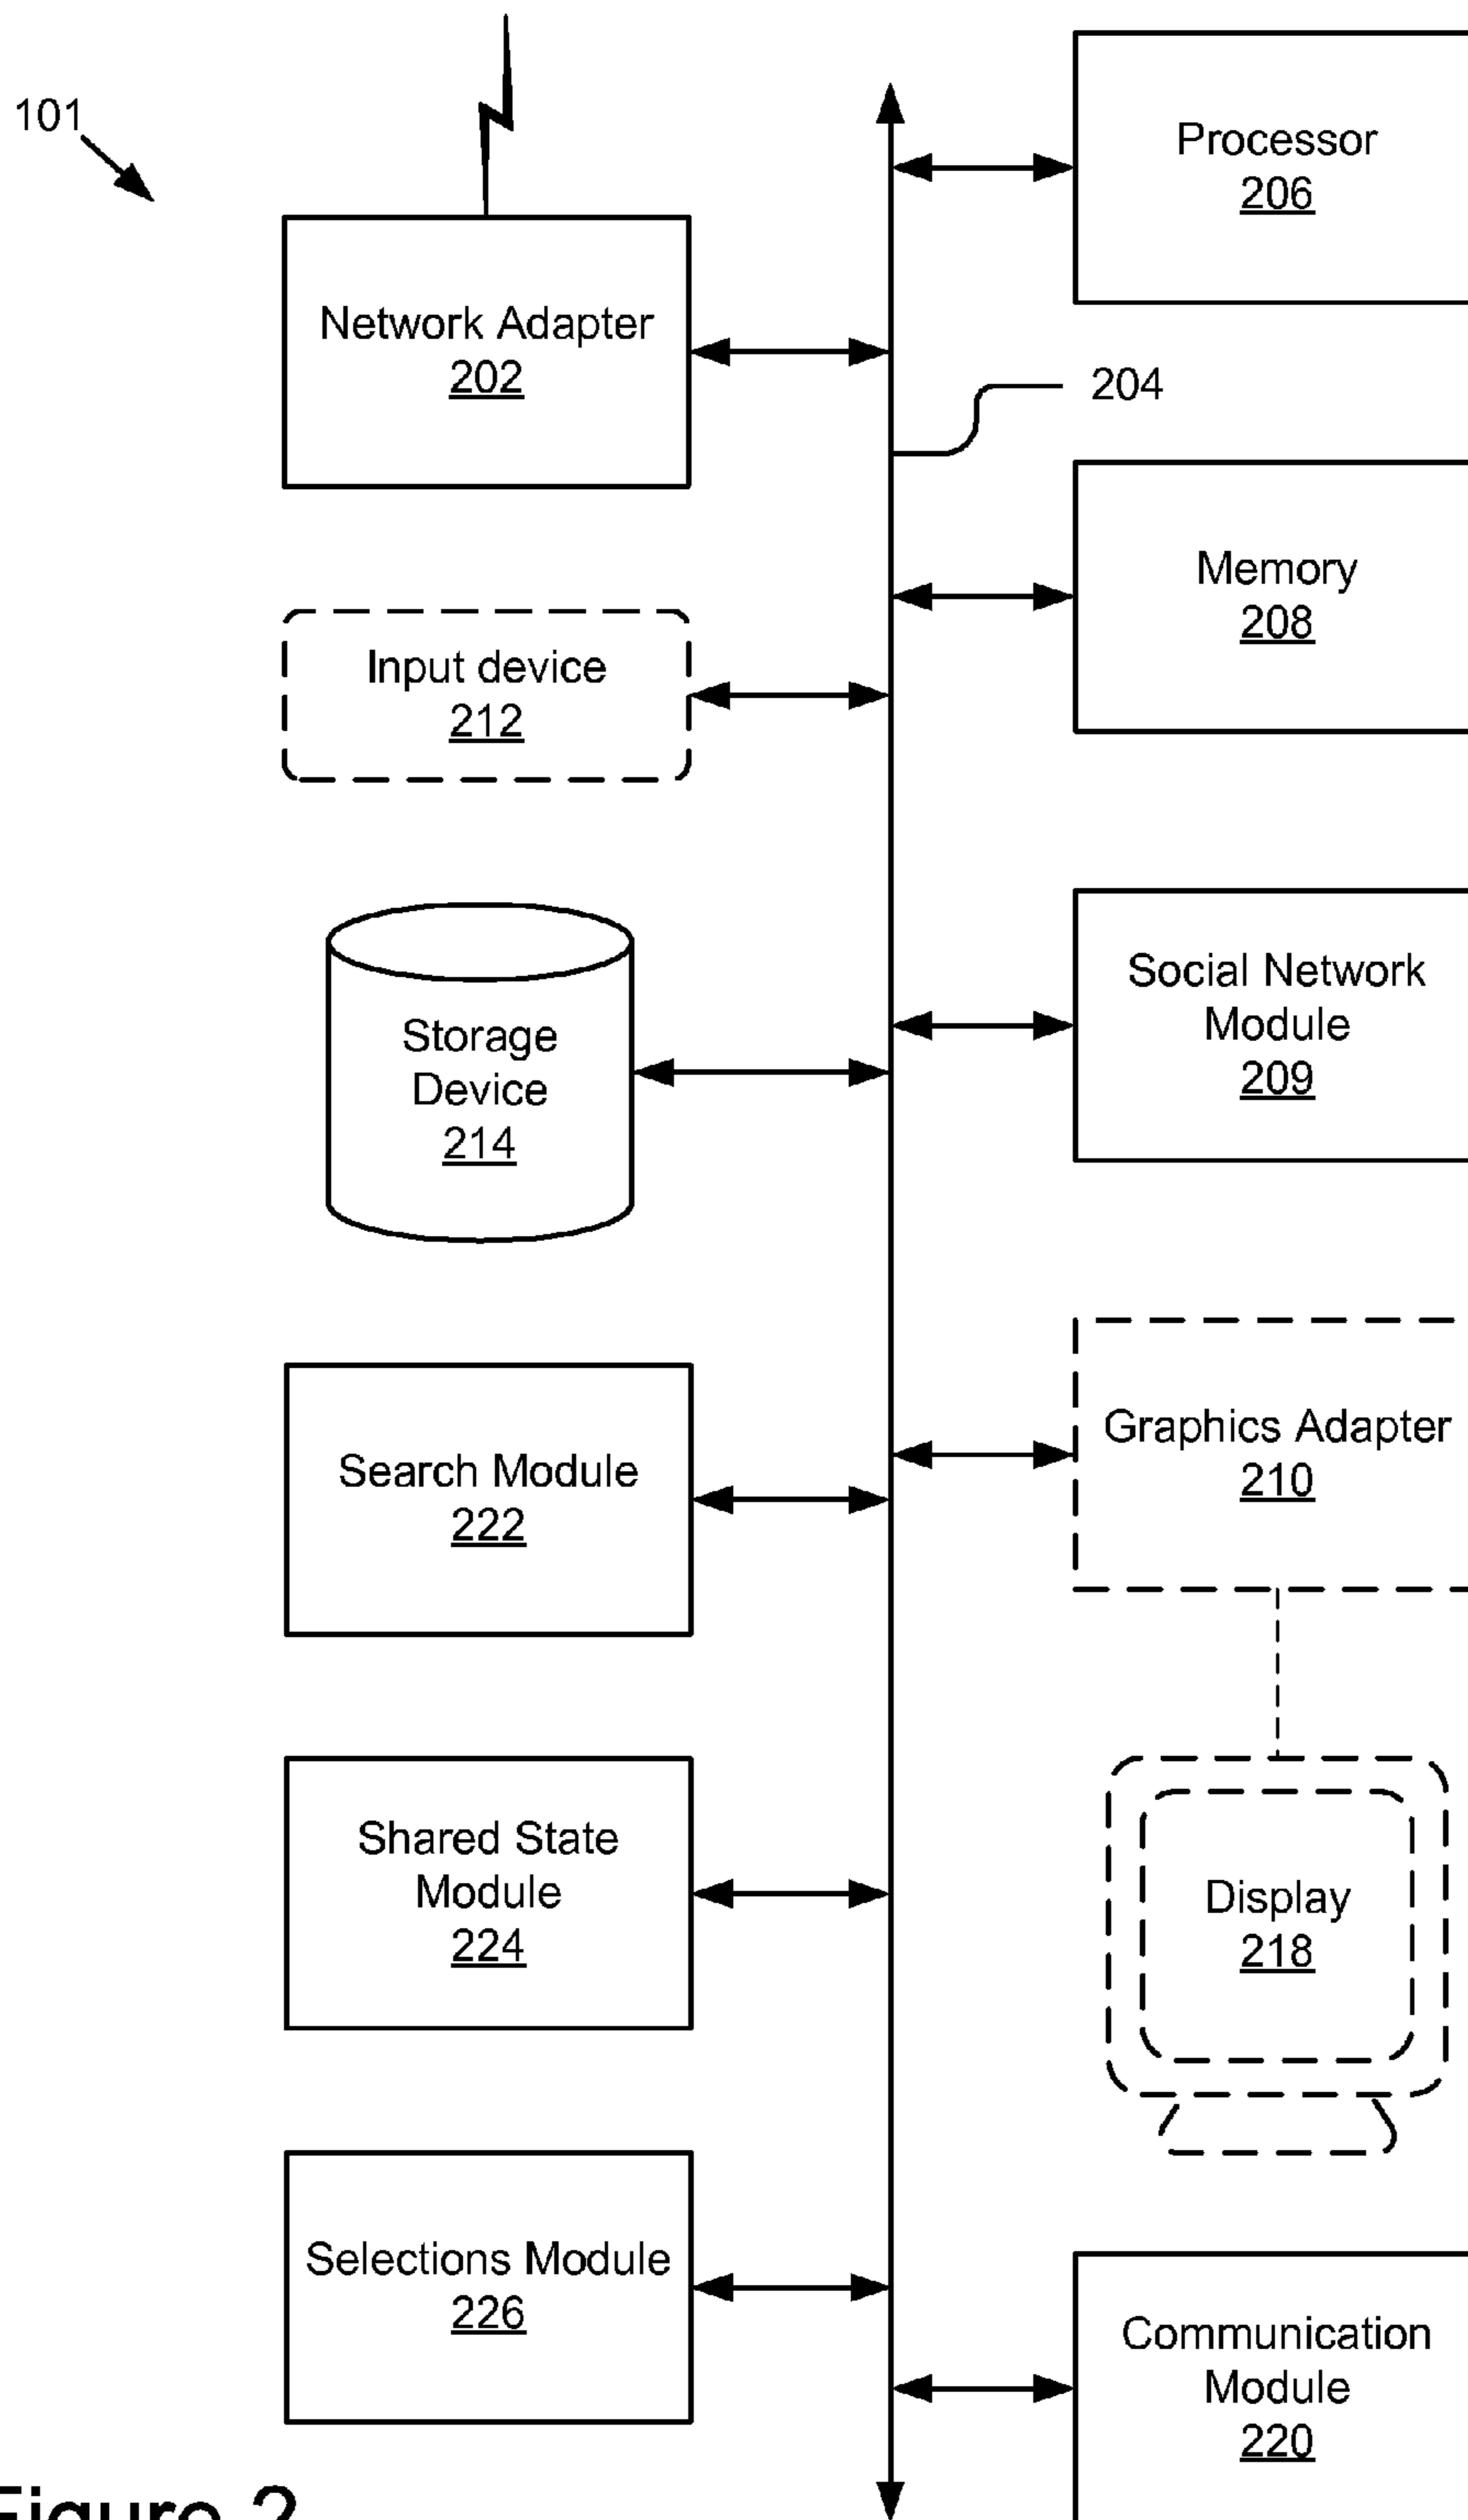 101
Processor
206
Network Adapter
202
204
Memory
208
Input device
212
Social Network
Module
209
Storage
Device
214
Graphics Adapter
210
Search Module
222
Shared State
Module
224
Display
218
Selections Module
226
Communication
Module
220
Figure 2